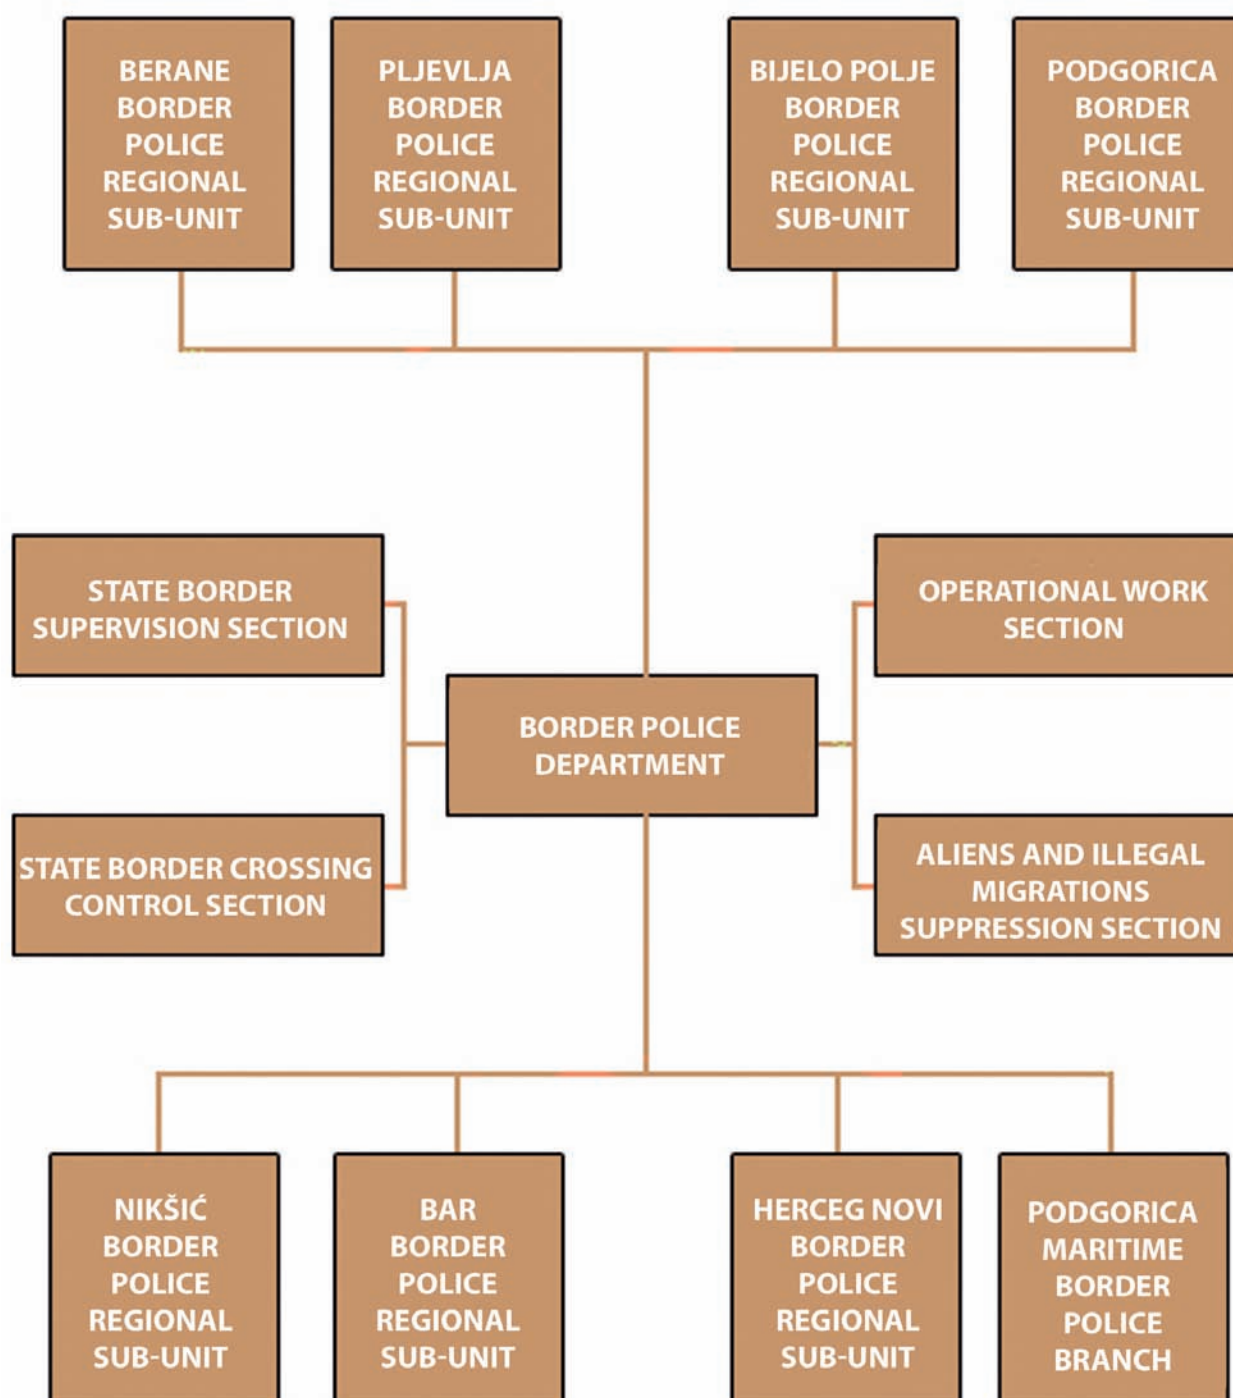 BERANE
BORDER
POLICE
REGIONAL
SUB-UNIT
PLJEVLJA
BORDER
POLICE
REGIONAL
SUB-UNIT
BIJELO POLJE
BORDER
POLICE
REGIONAL
SUB-UNIT
PODGORICA
BORDER
POLICE
REGIONAL
SUB-UNIT
STATE BORDER
SUPERVISION SECTION
OPERATIONAL WORK
SECTION
BORDER POLICE
DEPARTMENT
STATE BORDER CROSSING
CONTROL SECTION
ALIENS AND ILLEGAL
MIGRATIONS
SUPPRESSION SECTION
NIKŠIĆ
BORDER
POLICE
REGIONAL
SUB-UNIT
BAR
BORDER
POLICE
REGIONAL
SUB-UNIT
HERCEG NOVI
BORDER
POLICE
REGIONAL
SUB-UNIT
PODGORICA
MARITIME
BORDER
POLICE
BRANCH